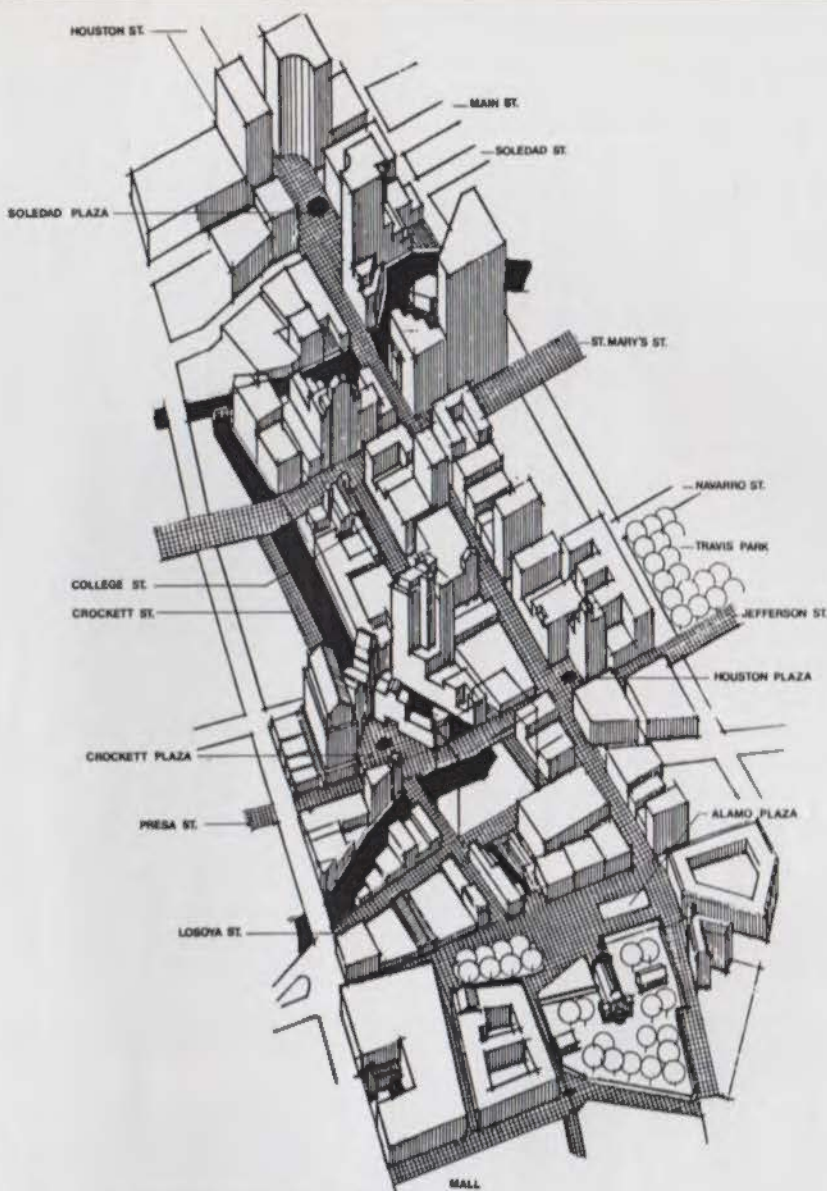 HOUSTON ST.
MAIN ST.
SOLEDAD ST.
SOLEDAD PLAZA
ST. MARY'S ST.
NAVARRO ST.
TRAVIS PARK
COLLEGE ST.
CROCKETT ST.
JEFFERSON ST.
HOUSTON PLAZA
CROCKETT PLAZA
PRESA ST.
ALAMO PLAZA
LOSOYA ST.
MALL